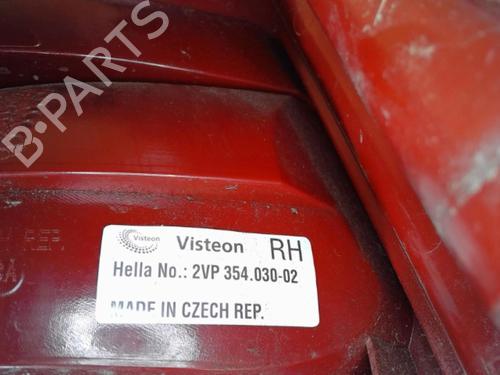 B-PARTS
Visteon Visteon RH
Hella No.: 2VP 354.030-02
MADE IN CZECH REP.